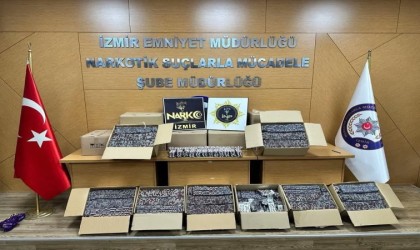 İZMİR EMNİYET MÜDÜRLÜĞÜ
NARKOTİK SUÇLARLA MÜCADELE
ŞUBE MÜDÜRLÜĞÜ
NARKO
İZMİR